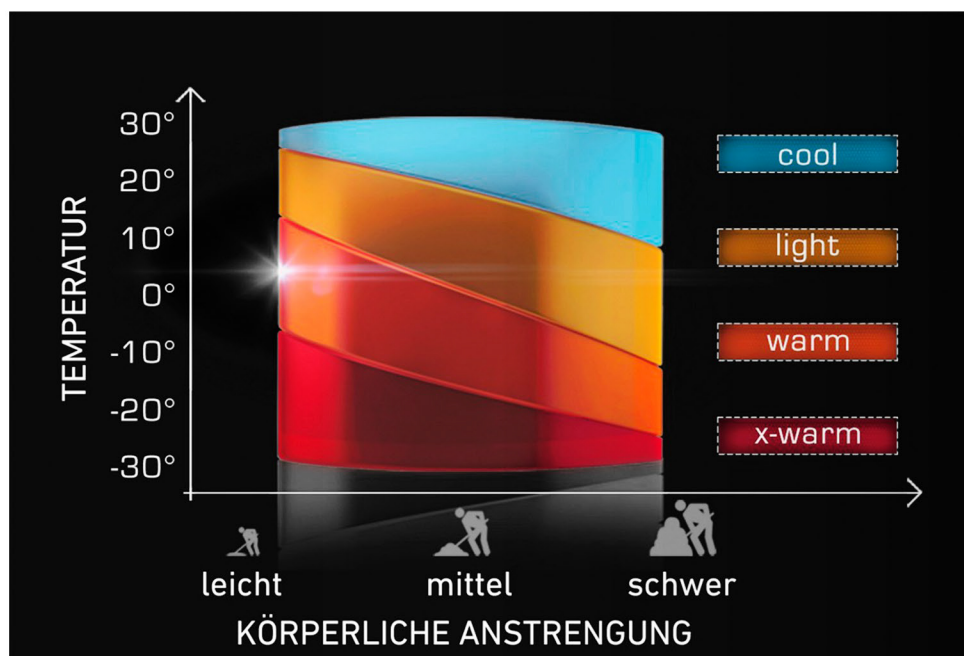 TEMPERATUR
30°
20°
10°
0°
-10°
-20°
-30°
cool
light
warm
x-warm
leicht
mittel
schwer
KÖRPERLICHE ANSTRENGUNG